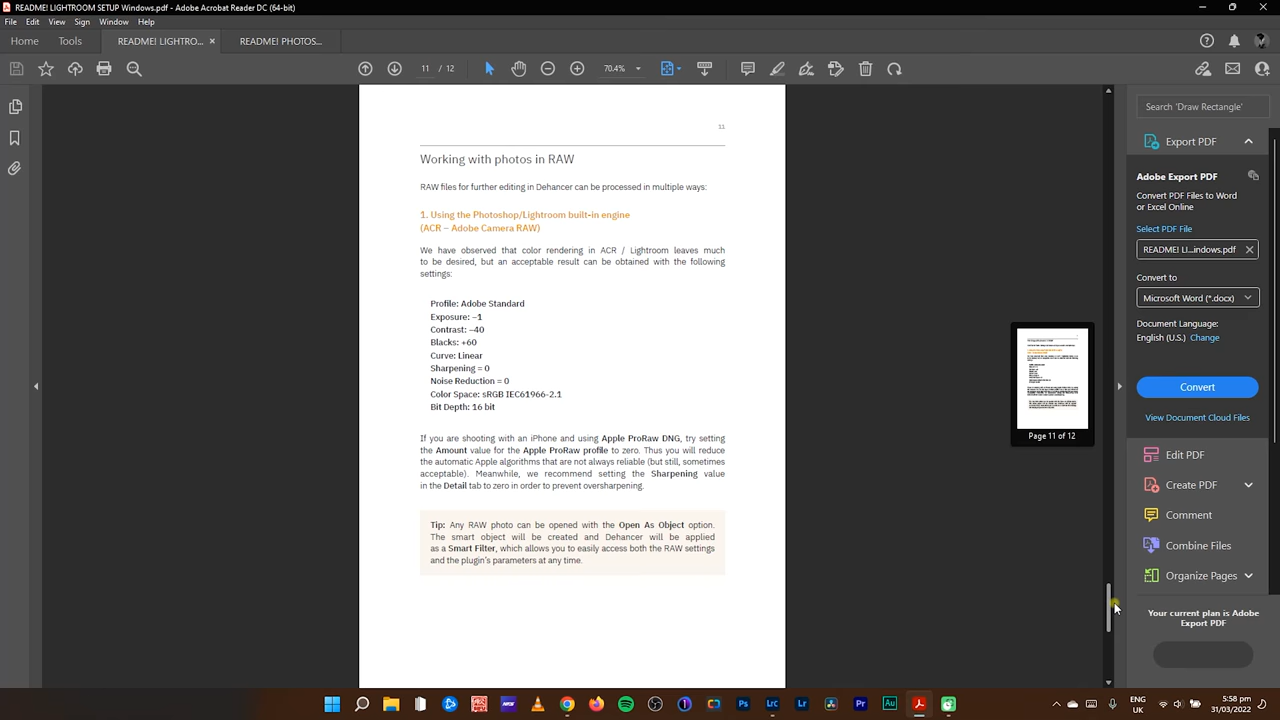 README! LIGHTROOM SETUP Windows.pdf - Adobe Acrobat Reader DC (64-bit)
File Edit View Sign Window Help
Home Tools README! LIGHTRO... × README! PHOTOS...
11 / 12 70.4%
11
Working with photos in RAW
RAW files for further editing in Dehancer can be processed in multiple ways:
1. Using the Photoshop/Lightroom built-in engine
(ACR – Adobe Camera RAW)
We have observed that color rendering in ACR / Lightroom leaves much
to be desired, but an acceptable result can be obtained with the following
settings:
Profile: Adobe Standard
Exposure: –1
Contrast: –40
Blacks: +60
Curve: Linear
Sharpening = 0
Noise Reduction = 0
Color Space: sRGB IEC61966-2.1
Bit Depth: 16 bit
If you are shooting with an iPhone and using Apple ProRaw DNG, try setting
the Amount value for the Apple ProRaw profile to zero. Thus you will reduce
the automatic Apple algorithms that are not always reliable (but still, sometimes
acceptable). Meanwhile, we recommend setting the Sharpening value
in the Detail tab to zero in order to prevent oversharpening.
Tip: Any RAW photo can be opened with the Open As Object option.
The smart object will be created and Dehancer will be applied
as a Smart Filter, which allows you to easily access both the RAW settings
and the plugin's parameters at any time.
Page 11 of 12
Search 'Draw Rectangle'
Export PDF
Adobe Export PDF
Convert PDF Files to Word
or Excel Online
Select PDF File
README! LI...indows.pdf ×
Convert to
Microsoft Word (*.docx)
Document Language:
English (U.S.) Change
Convert
View Converted Files
Edit PDF
Create PDF
Comment
Combine Files
Organize Pages
Your current plan is Adobe
Export PDF
Lrc Lr Pr Au
Ps
ENG
UK
5:58 pm
31/03/2022